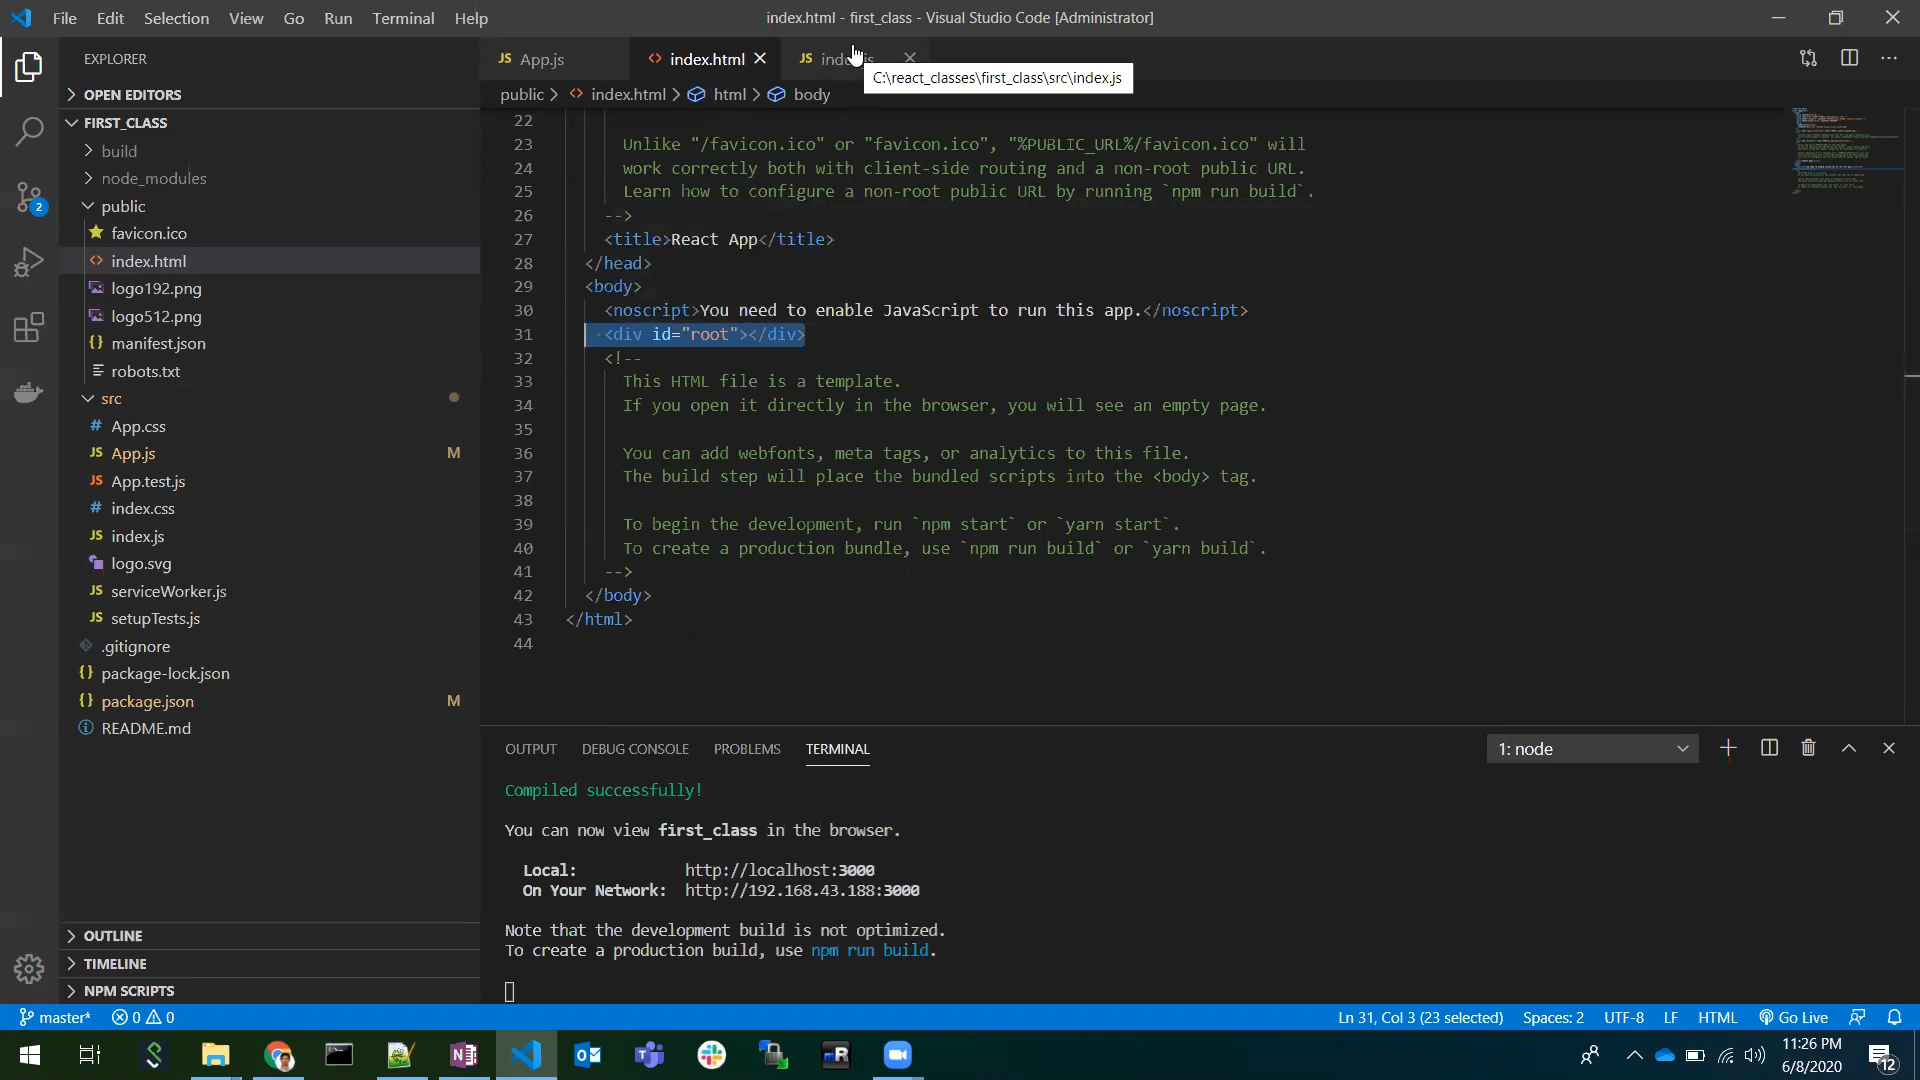 File Edit Selection View Go Run Terminal Help
index.html - first_class - Visual Studio Code [Administrator]
EXPLORER
OPEN EDITORS
FIRST_CLASS
build
node_modules
public
favicon.ico
index.html
logo192.png
logo512.png
manifest.json
robots.txt
src
App.css
JS App.js M
JS App.test.js
index.css
JS index.js
logo.svg
JS serviceWorker.js
JS setupTests.js
.gitignore
package-lock.json
package.json M
README.md
OUTLINE
TIMELINE
NPM SCRIPTS
2
JS App.js
index.html
JS
C:\react_classes\first_class\src\index.js
public > index.html > html > body
22
23 Unlike "/favicon.ico" or "favicon.ico", "%PUBLIC_URL%/favicon.ico" will
24 work correctly both with client-side routing and a non-root public URL.
25 Learn how to configure a non-root public URL by running `npm run build`.
26 -->
27 <title>React App</title>
28 </head>
29 <body>
30 <noscript>You need to enable JavaScript to run this app.</noscript>
31 <div id="root"></div>
32 <!--
33 This HTML file is a template.
34 If you open it directly in the browser, you will see an empty page.
35
36 You can add webfonts, meta tags, or analytics to this file.
37 The build step will place the bundled scripts into the <body> tag.
38
39 To begin the development, run `npm start` or `yarn start`.
40 To create a production bundle, use `npm run build` or `yarn build`.
41 -->
42 </body>
43 </html>
44
OUTPUT DEBUG CONSOLE PROBLEMS TERMINAL
1: node
Compiled successfully!
You can now view first_class in the browser.
Local: http://localhost:3000
On Your Network: http://192.168.43.188:3000
Note that the development build is not optimized.
To create a production build, use npm run build.
master* 0 0
Ln 31, Col 3 (23 selected) Spaces: 2 UTF-8 LF HTML Go Live
11:26 PM
6/8/2020
12